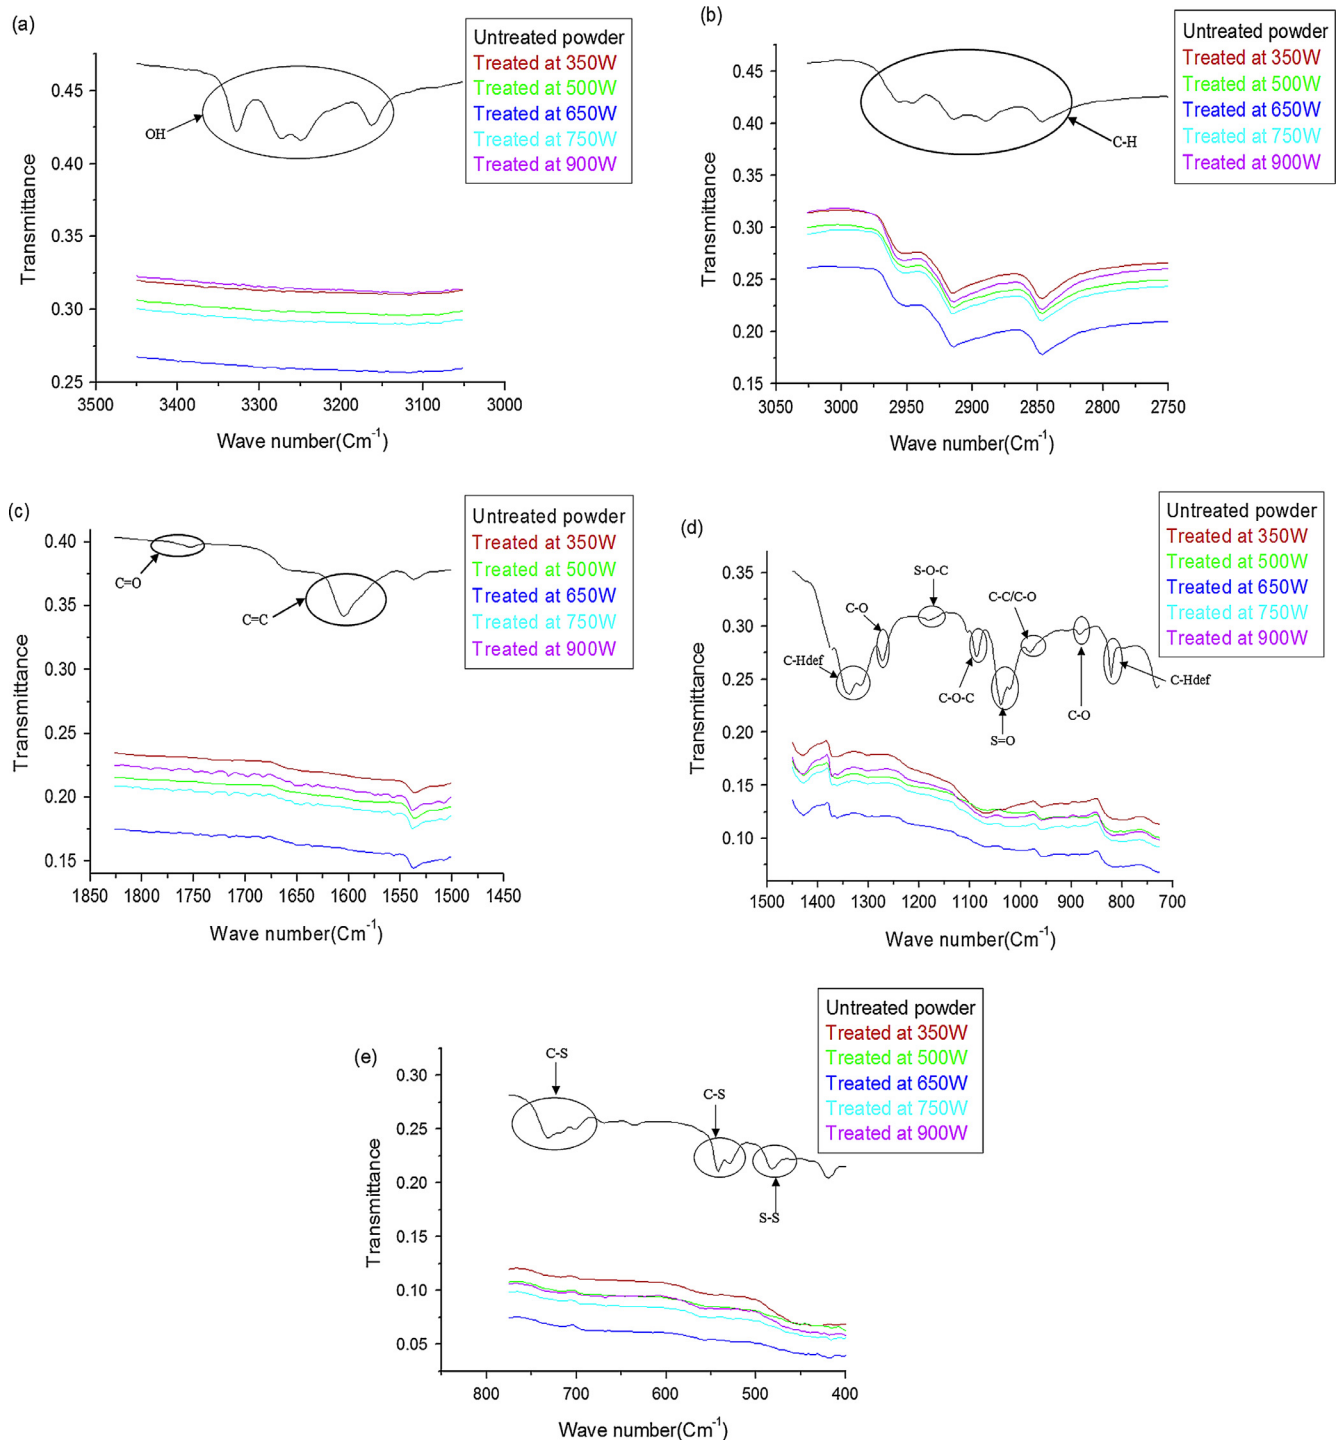 (a)
Untreated powder
Treated at 350W
Treated at 500W
Treated at 650W
Treated at 750W
Treated at 900W
OH
0.45
0.40
0.35
0.30
0.25
Transmittance
3500 3400 3300 3200 3100 3000
Wave number(Cm⁻¹)
(b)
Untreated powder
Treated at 350W
Treated at 500W
Treated at 650W
Treated at 750W
Treated at 900W
C-H
0.45
0.40
0.35
0.30
0.25
0.20
0.15
Transmittance
3050 3000 2950 2900 2850 2800 2750
Wave number(Cm⁻¹)
(c)
Untreated powder
Treated at 350W
Treated at 500W
Treated at 650W
Treated at 750W
Treated at 900W
C=O
C=C
0.40
0.35
0.30
0.25
0.20
0.15
Transmittance
1850 1800 1750 1700 1650 1600 1550 1500 1450
Wave number(Cm⁻¹)
(d)
Untreated powder
Treated at 350W
Treated at 500W
Treated at 650W
Treated at 750W
Treated at 900W
S-O-C
C-C/C-O
C-O
C-Hdef
C-O-C
S=O
C-O
C-Hdef
0.35
0.30
0.25
0.20
0.15
0.10
Transmittance
1500 1400 1300 1200 1100 1000 900 800 700
Wave number(Cm⁻¹)
(e)
Untreated powder
Treated at 350W
Treated at 500W
Treated at 650W
Treated at 750W
Treated at 900W
C-S
C-S
S-S
0.30
0.25
0.20
0.15
0.10
0.05
Transmittance
800 700 600 500 400
Wave number(Cm⁻¹)